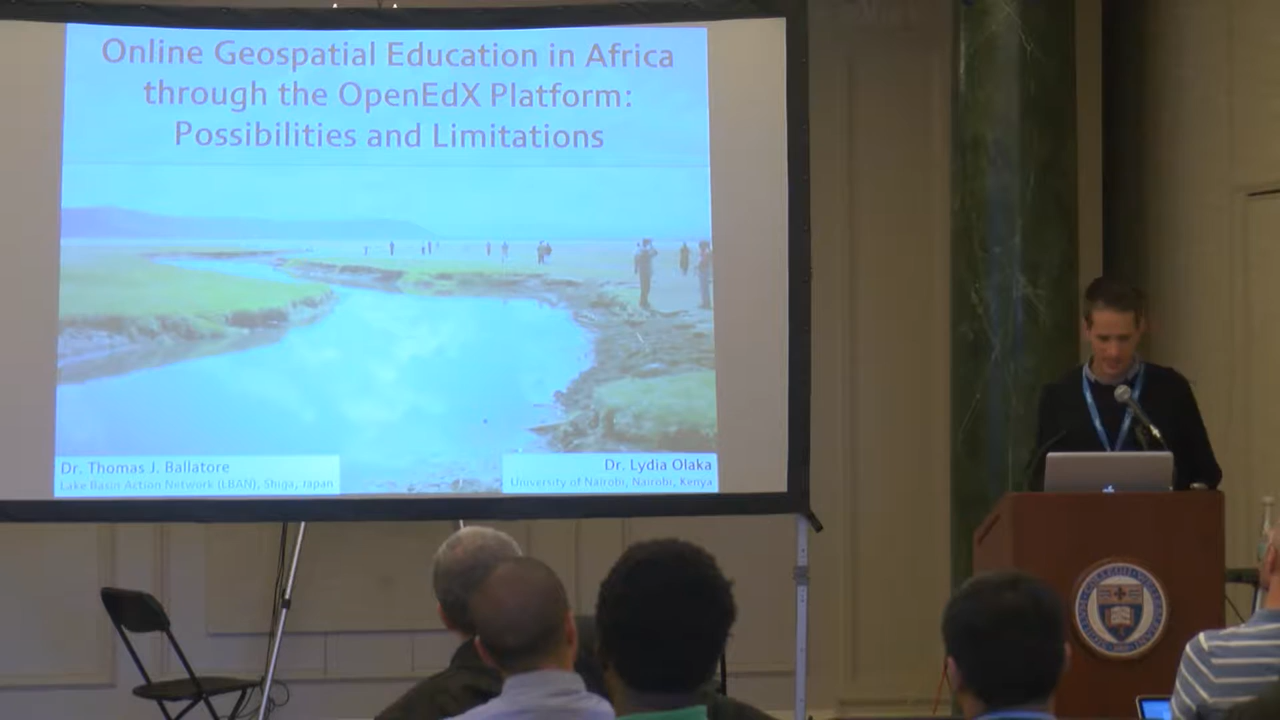 Online Geospatial Education in Africa
through the OpenEdX Platform:
Possibilities and Limitations
Dr. Thomas J. Ballatore
Lake Basin Action Network (LBAN), Shiga, Japan
Dr. Lydia Olaka
University of Nairobi, Nairobi, Kenya